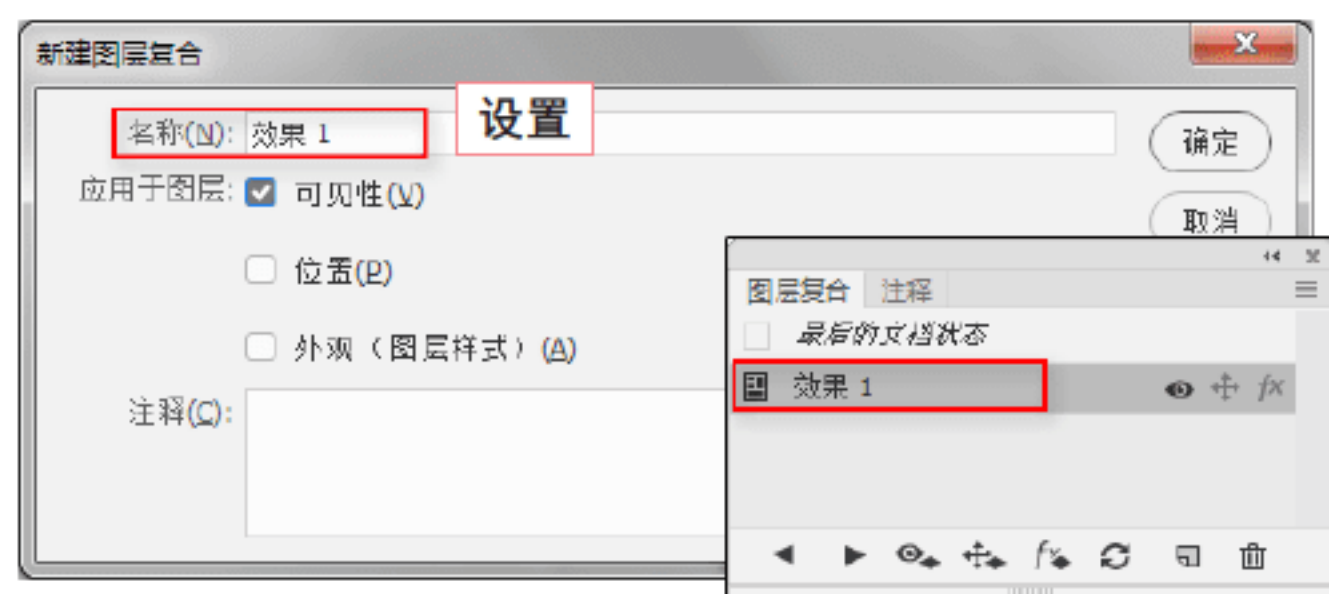 新建图层复合
设置
名称(N): 效果 1
确定
应用于图层: 可见性(V)
取消
位置(P)
外观（图层样式）(A)
注释(C):
图层复合 注释
最后的文档状态
效果 1 fx